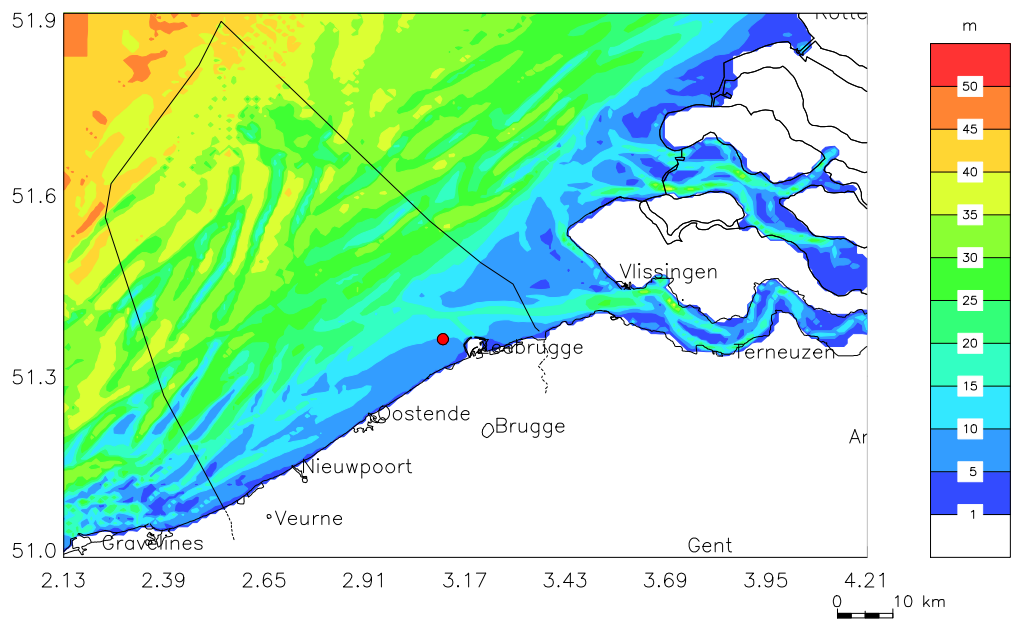 51.9
Rotte
m
50
45
40
51.6
35
30
Vlissingen
25
20
Zeebrugge
Terneuzen
51.3
15
Oostende
10
Brugge
Ar
Nieuwpoort
5
Veurne
1
51.0
Gravelines
Gent
2.13 2.39 2.65 2.91 3.17 3.43 3.69 3.95 4.21
0 10 km